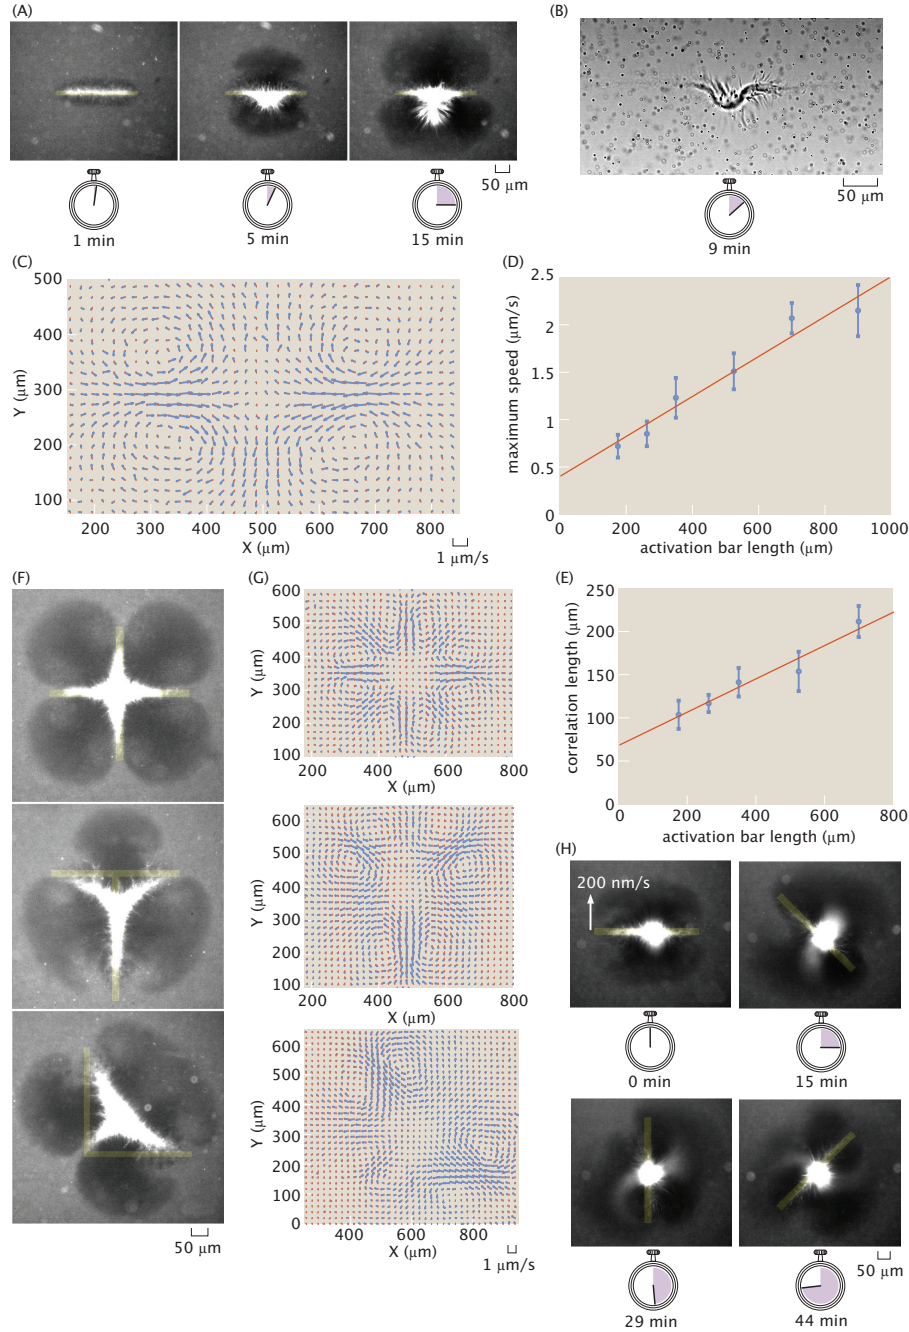 (A)
50 μm
1 min
5 min
15 min
(B)
50 μm
9 min
(C)
500
400
300
200
100
Y (μm)
200 300 400 500 600 700 800
X (μm)
1 μm/s
(D)
2.5
2
1.5
1
0.5
0
maximum speed (μm/s)
0 200 400 600 800 1000
activation bar length (μm)
(E)
250
200
150
100
50
0
correlation length (μm)
0 200 400 600 800
activation bar length (μm)
(F)
50 μm
(G)
600
500
400
300
200
100
Y (μm)
200 400 600 800
X (μm)
600
500
400
300
200
100
Y (μm)
200 400 600 800
X (μm)
600
500
400
300
200
100
0
Y (μm)
400 600 800
X (μm)
1 μm/s
(H)
200 nm/s
0 min
15 min
29 min
44 min
50 μm